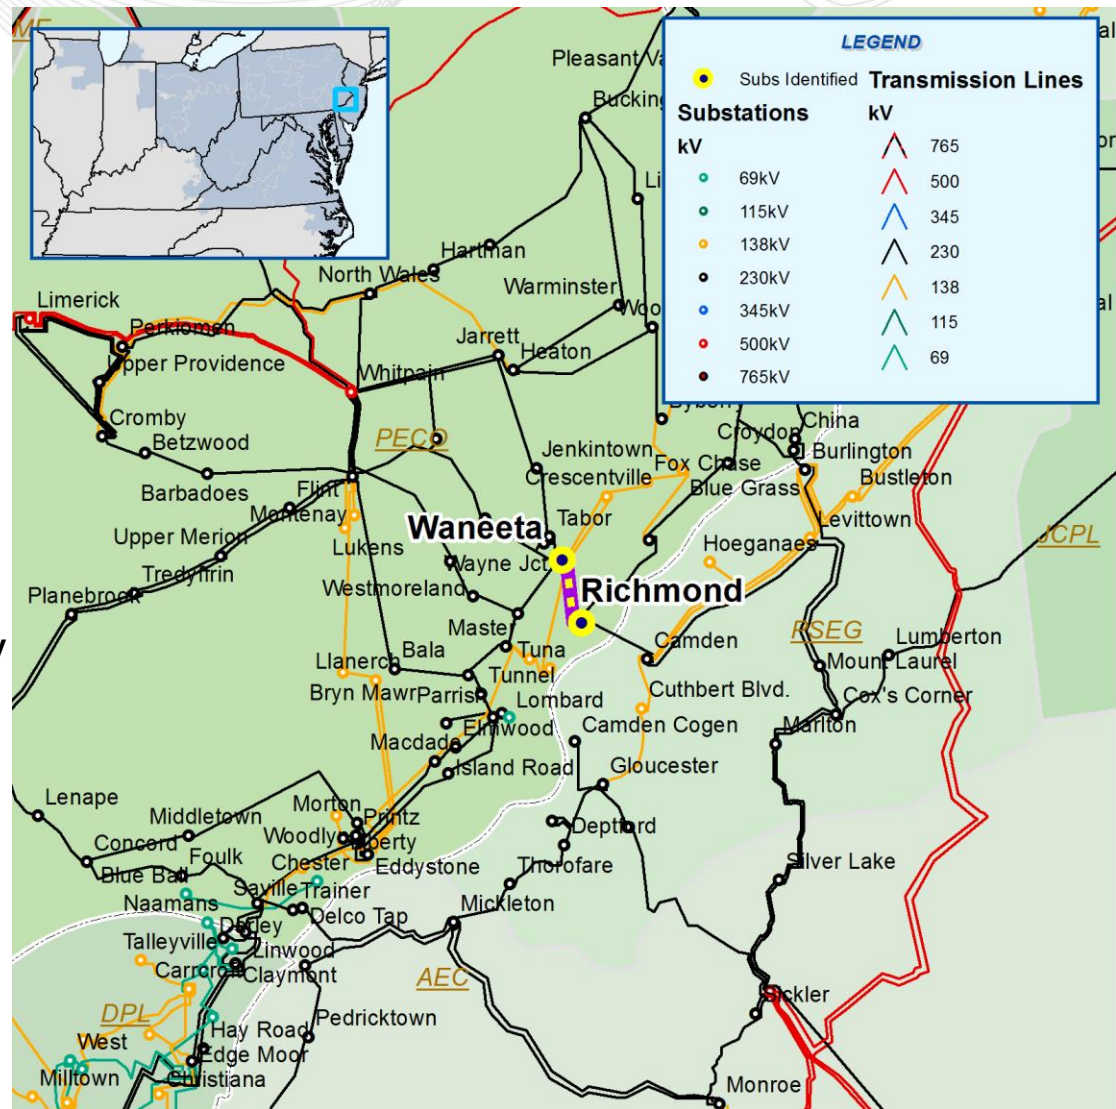 LEGEND
Subs Identified
Transmission Lines
Substations
kV
kV
69kV
115kV
138kV
230kV
345kV
500kV
765kV
765
500
345
230
138
115
69
Pleasant
Hartman
North Wales
Warminster
Limerick
Perkiomen
Jarrett
Heaton
Upper Providence
Whitpain
Cromby
PECO
Croydon
China
Betzwood
Jenkintown
Burlington
Crescentville
Fox Chase
Barbadoes
Flint
Blue Grass
Bustleton
Montenay
Tabor
Levittown
Waneeta
Upper Merion
Lukens
Hoeganaes
JCPL
Wayne Jct
Tredyffrin
Westmoreland
Richmond
Planebrook
Master
PSEG
Lumberton
Tuna
Camden
Llanerch
Bala
Mount Laurel
Tunnel
Bryn Mawr
Parrish
Cuthbert Blvd.
Cox's Corner
Lombard
Elmwood
Camden Cogen
Marlton
Macdade
Island Road
Gloucester
Lenape
Middletown
Morton
Printz
Woodly
Deptford
Concord
Foulk
Chester
Eddystone
Thorofare
Silver Lake
Blue Ball
Saville
Trainer
Naamans
Delco Tap
Mickleton
Talleyville
Linwood
Claymont
AEC
Sickler
DPL
Pedricktown
Hay Road
West
Edge Moor
Milltown
Christiana
Monroe